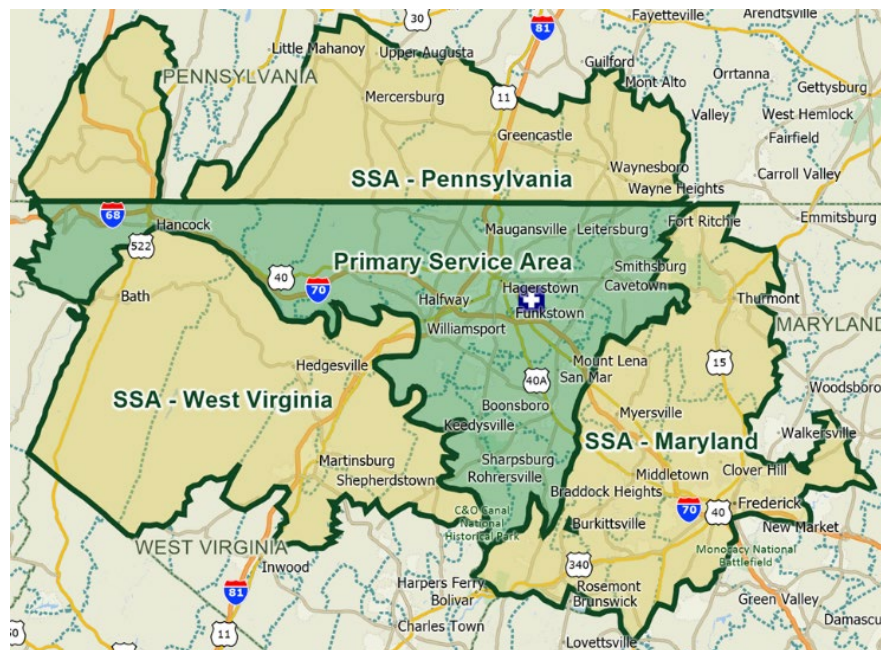 30
81
Fayetteville
Arendtsville
Little Mahanoy
Upper Augusta
Guilford
PENNSYLVANIA
Mont Alto
Orrtanna
Gettysburg
Mercersburg
11
Valley
West Hemlock
Greencastle
Fairfield
Waynesboro
Carroll Valley
SSA - Pennsylvania
Wayne Heights
68
Hancock
Fort Ritchie
Emmitsburg
Maugansville
Leitersburg
522
Primary Service Area
Smithsburg
40
70
Hagerstown
Cavetown
Bath
Halfway
Thurmont
Funkstown
Williamsport
MARYLAND
Hedgesville
Mount Lena
15
40A
San Mar
SSA - West Virginia
Boonsboro
Myersville
Woodsboro
Keedysville
SSA - Maryland
Walkersville
Martinsburg
Sharpsburg
Middletown
Clover Hill
Shepherdstown
Rohrersville
Braddock Heights
Frederick
C&O Canal
National
Historical Park
70
40
Burkittsville
New Market
WEST VIRGINIA
Monocacy National
Battlefield
Inwood
340
81
Harpers Ferry
Rosemont
Green Valley
Bolivar
Brunswick
11
Charles Town
Damascu
50
Lovettsville